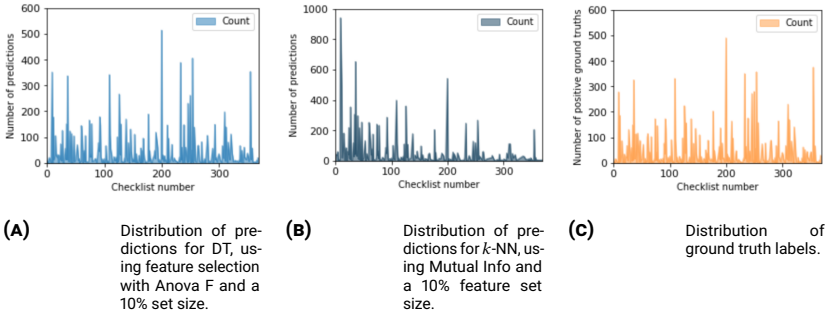 600
500
400
300
200
100
0
Number of predictions
Count
0 100 200 300
Checklist number
1000
800
600
400
200
0
Number of predictions
Count
0 100 200 300
Checklist number
600
500
400
300
200
100
0
Number of positive ground truths
Count
0 100 200 300
Checklist number
(A) Distribution of pre-
dictions for DT, us-
ing feature selection
with Anova F and a
10% set size.
(B) Distribution of pre-
dictions for k-NN, us-
ing Mutual Info and
a 10% feature set
size.
(C) Distribution of
ground truth labels.